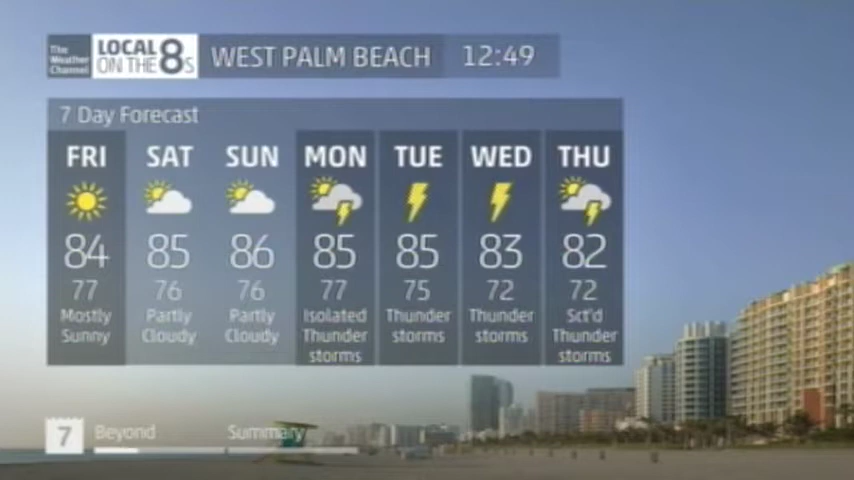 The Weather Channel
LOCAL ON THE 8s
WEST PALM BEACH
12:49
7 Day Forecast
FRI SAT SUN MON TUE WED THU
84 85 86 85 85 83 82
77 76 76 77 75 72 72
Mostly Partly Partly Isolated Thunder Thunder Sct'd
Sunny Cloudy Cloudy Thunder storms storms Thunder
storms storms
7 Beyond Summary